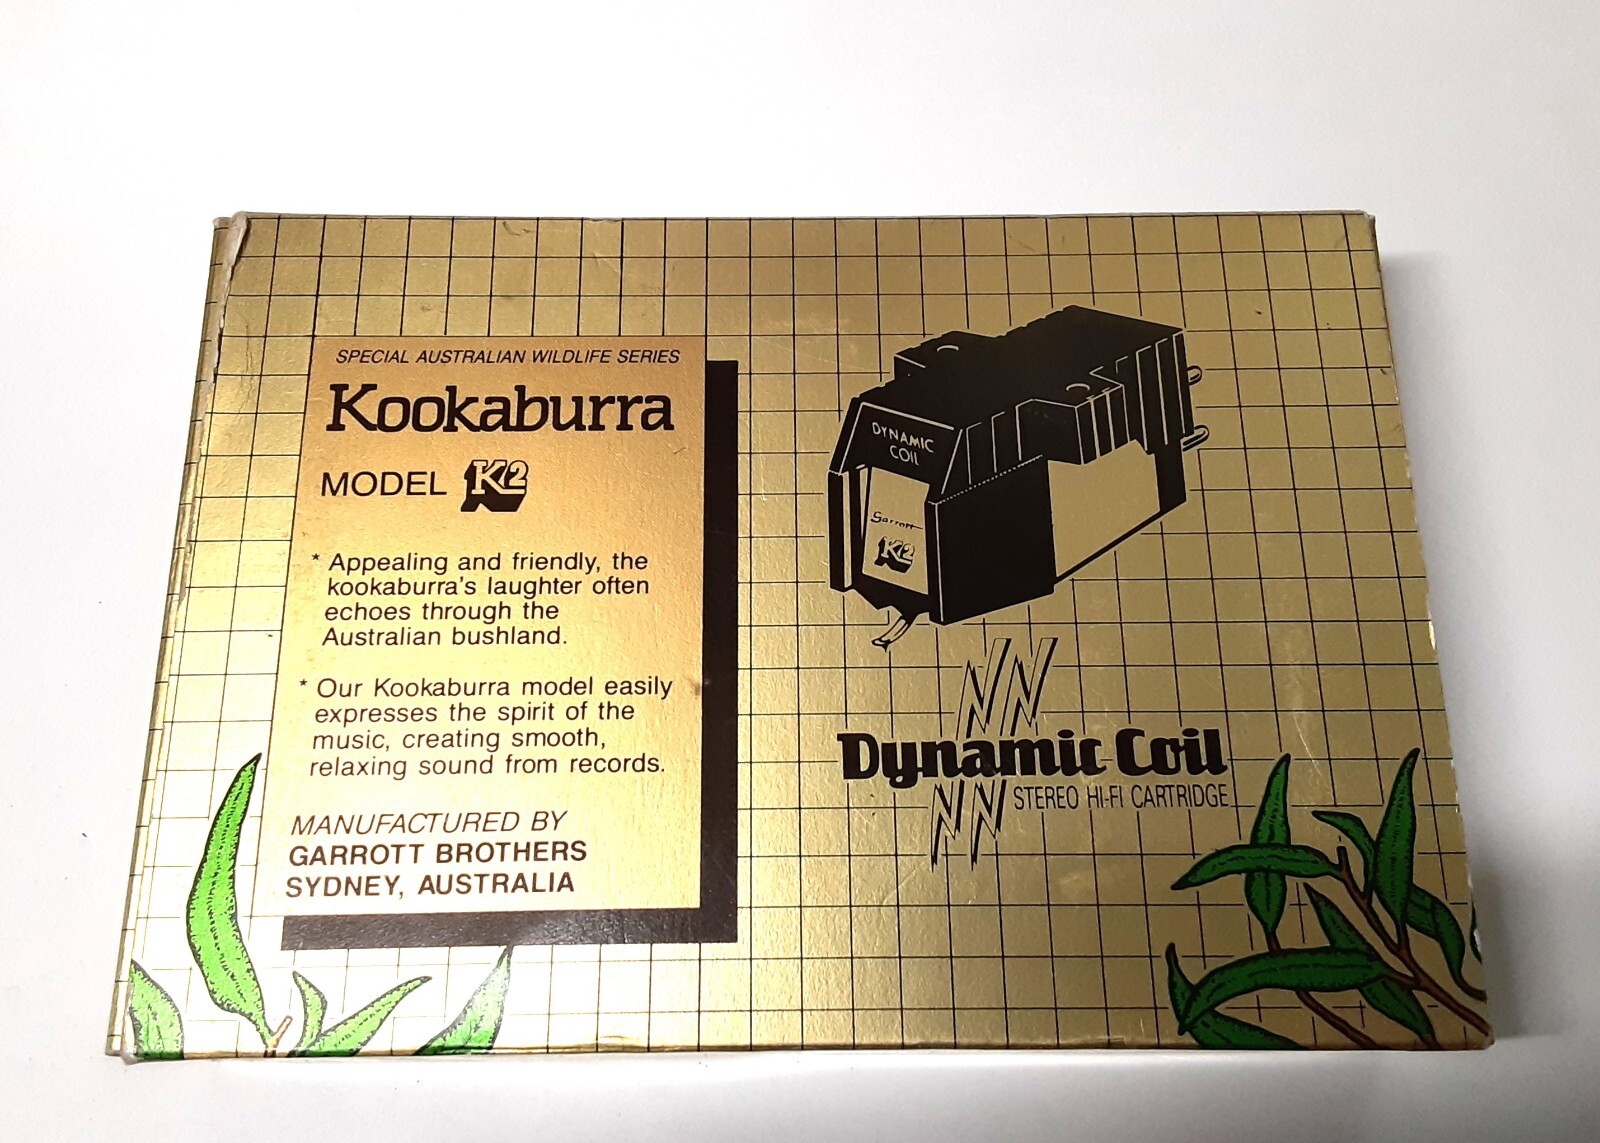 SPECIAL AUSTRALIAN WILDLIFE SERIES
Kookaburra
MODEL K2
* Appealing and friendly, the
kookaburra's laughter often
echoes through the
Australian bushland.
* Our Kookaburra model easily
expresses the spirit of the
music, creating smooth,
relaxing sound from records.
MANUFACTURED BY
GARROTT BROTHERS
SYDNEY, AUSTRALIA
DYNAMIC
COIL
Garrott
K2
Dynamic Coil
STEREO HI-FI CARTRIDGE